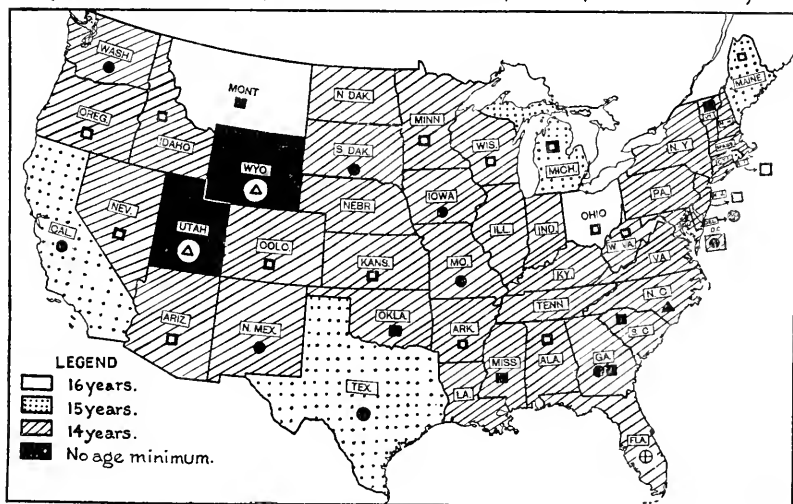 WASH.
MONT.
N. DAK.
MINN.
MAINE
OREG.
IDAHO
S. DAK.
WIS.
MICH.
N. Y.
WYO.
NEV.
UTAH
NEBR.
IOWA
ILL.
IND.
OHIO
PA.
W. VA.
VA.
D.C.
CAL.
COLO.
KANS.
MO.
KY.
TENN.
N. C.
S. C.
ARIZ.
N. MEX.
OKLA.
ARK.
MISS.
ALA.
GA.
TEX.
LA.
FLA.
LEGEND
16 years.
15 years.
14 years.
No age minimum.